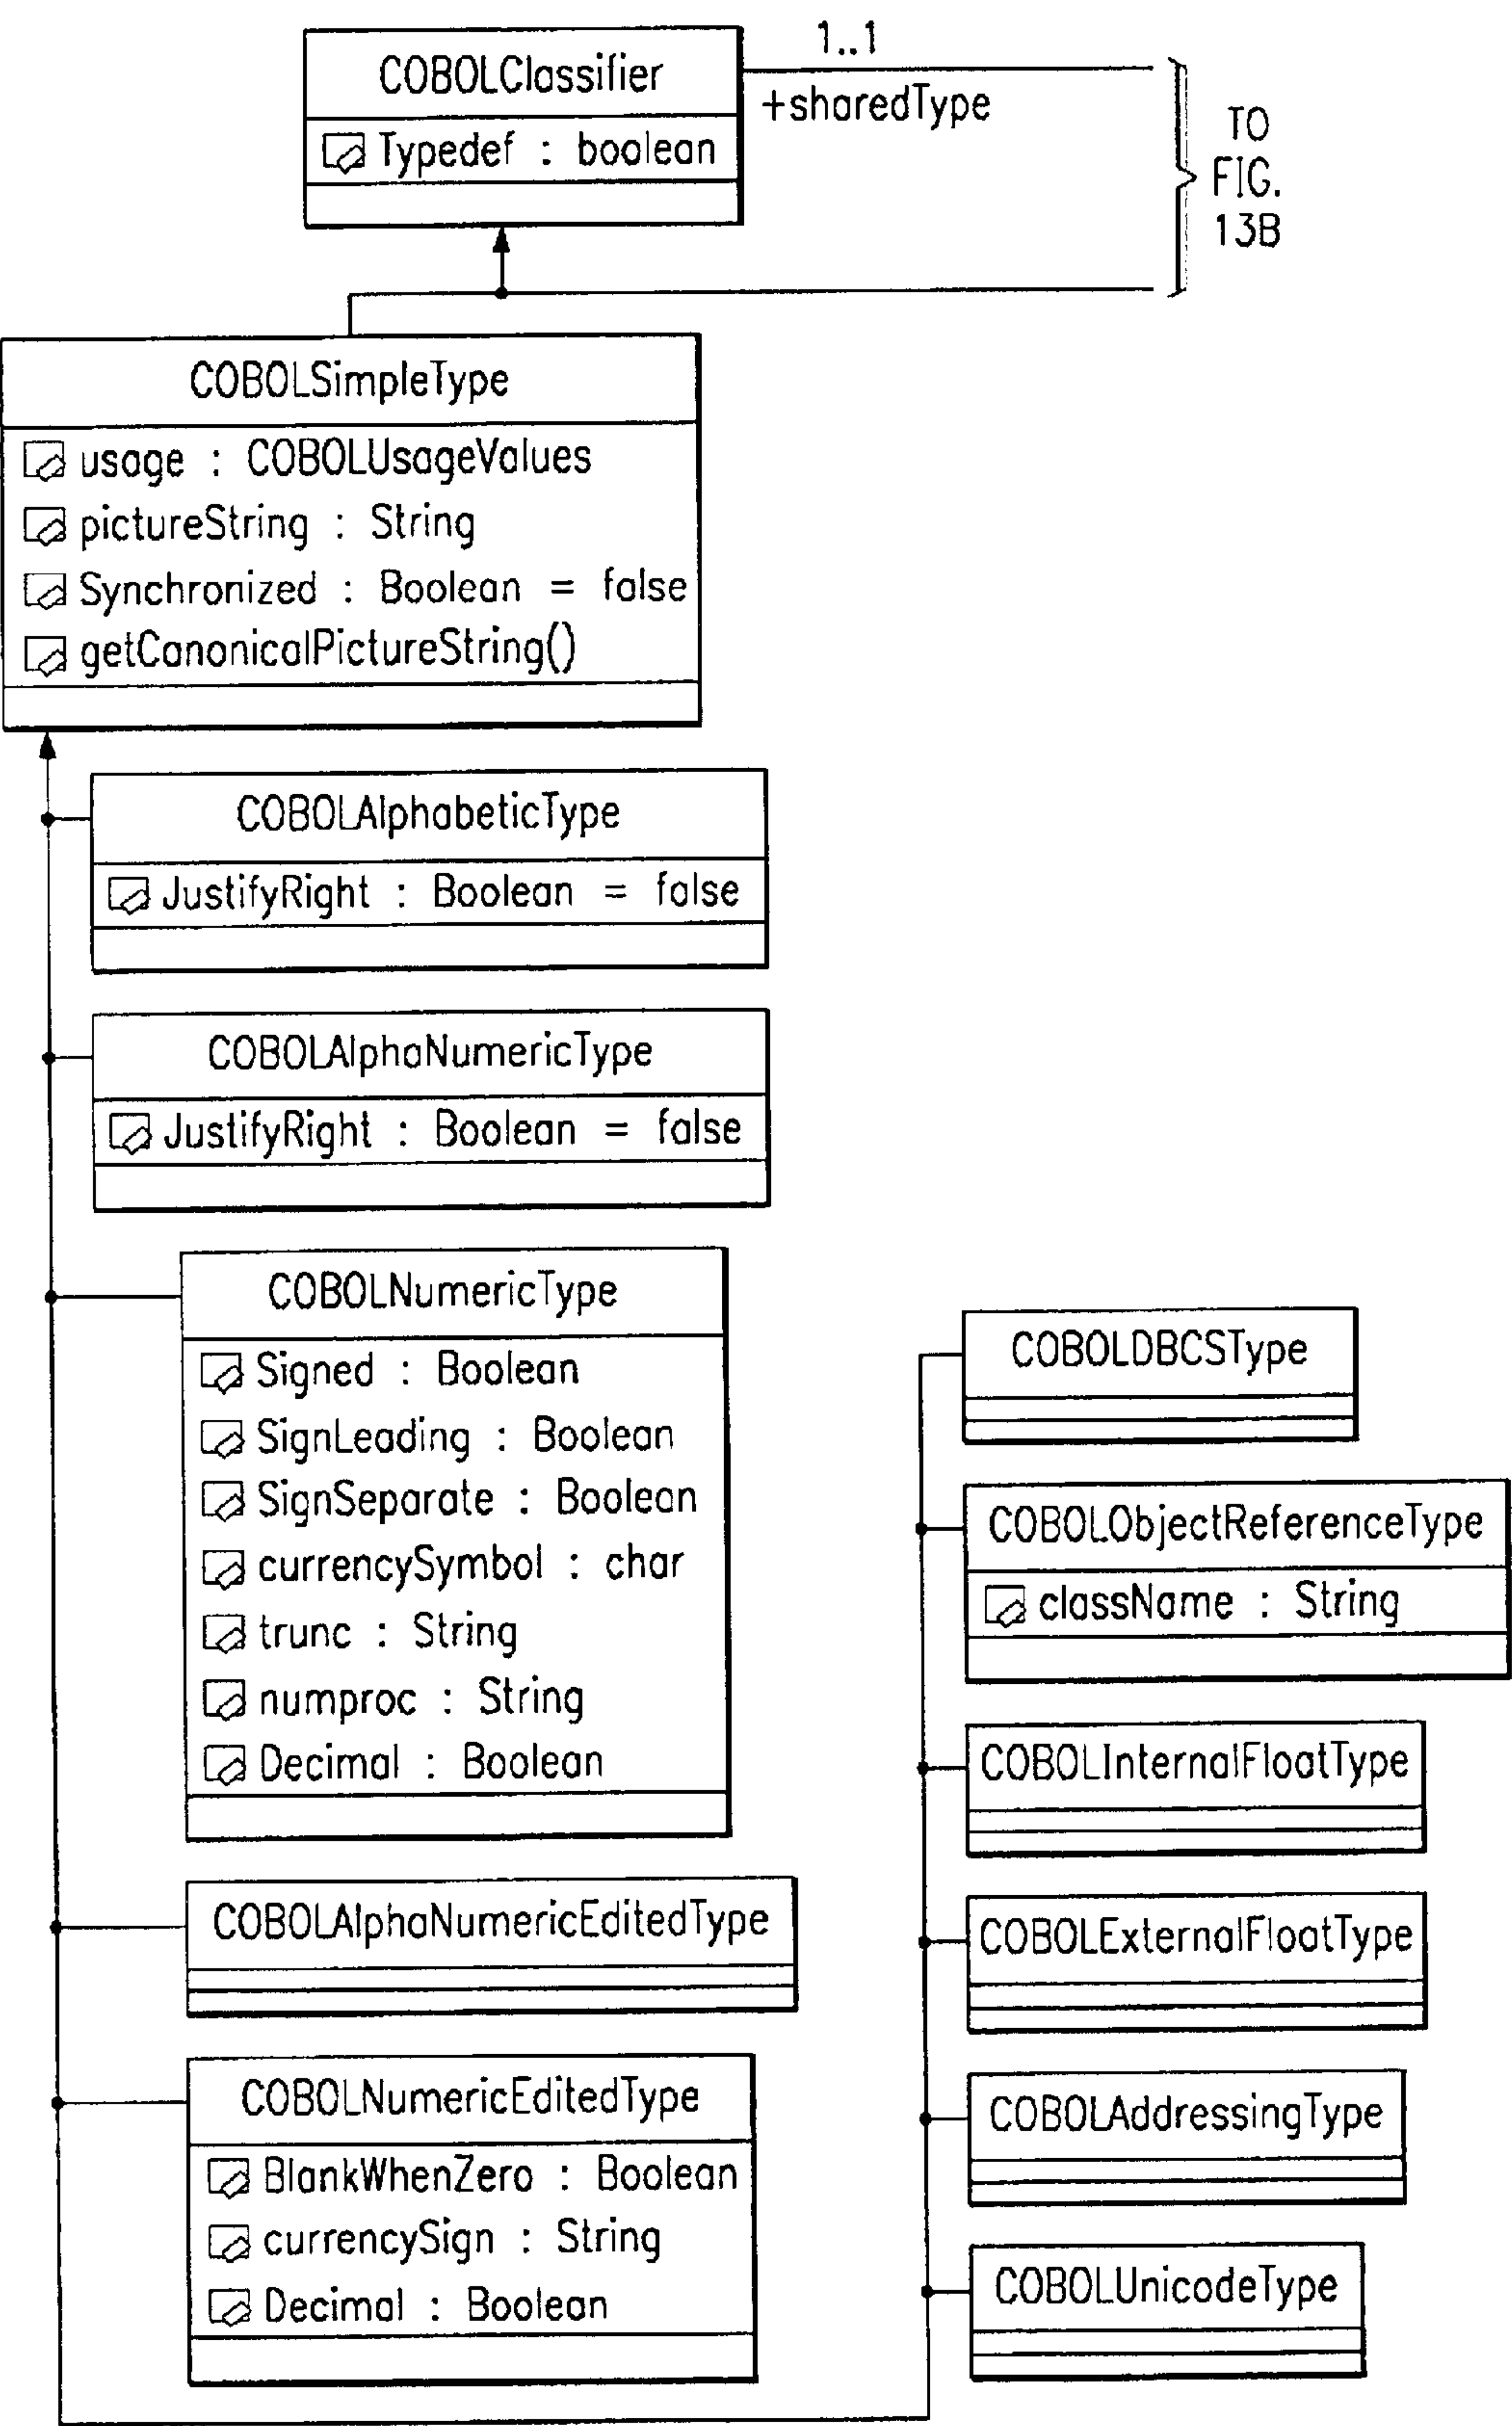 COBOLClassifier
Typedef : boolean
1..1
+sharedType
TO
FIG.
13B
COBOLSimpleType
usage : COBOLUsageValues
pictureString : String
Synchronized : Boolean = false
getCanonicalPictureString()
COBOLAlphabeticType
JustifyRight : Boolean = false
COBOLAlphaNumericType
JustifyRight : Boolean = false
COBOLNumericType
Signed : Boolean
SignLeading : Boolean
SignSeparate : Boolean
currencySymbol : char
trunc : String
numproc : String
Decimal : Boolean
COBOLAlphaNumericEditedType
COBOLNumericEditedType
BlankWhenZero : Boolean
currencySign : String
Decimal : Boolean
COBOLDBCSType
COBOLObjectReferenceType
className : String
COBOLInternalFloatType
COBOLExternalFloatType
COBOLAddressingType
COBOLUnicodeType